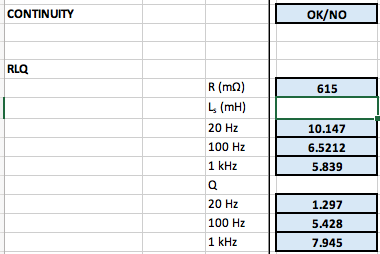 CONTINUITY OK/NO
RLQ
R (mΩ) 615
Ls (mH)
20 Hz 10.147
100 Hz 6.5212
1 kHz 5.839
Q
20 Hz 1.297
100 Hz 5.428
1 kHz 7.945